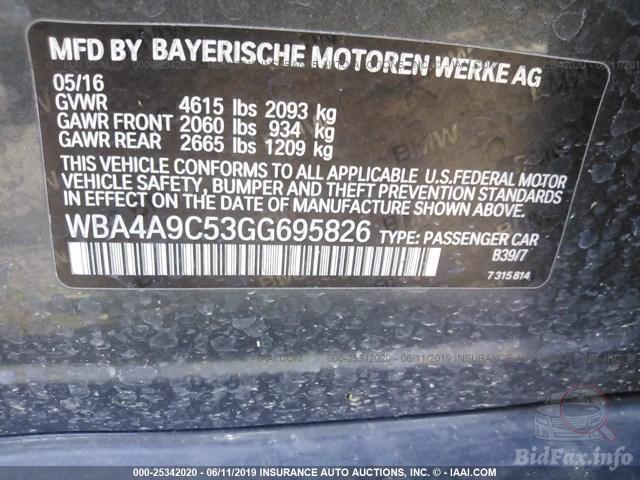 MFD BY BAYERISCHE MOTOREN WERKE AG
05/16
GVWR 4615 lbs 2093 kg
GAWR FRONT 2060 lbs 934 kg
GAWR REAR 2665 lbs 1209 kg
THIS VEHICLE CONFORMS TO ALL APPLICABLE U.S.FEDERAL MOTOR
VEHICLE SAFETY, BUMPER, AND THEFT PREVENTION STANDARDS
IN EFFECT ON THE DATE OF MANUFACTURE SHOWN ABOVE.
WBA4A9C53GG695826 TYPE: PASSENGER CAR
B39/7
7 315 814
000-25342020 - 06/11/2019 INSURANCE AUTO AUCTIONS, INC. - IAAI.COM
BidFax.info